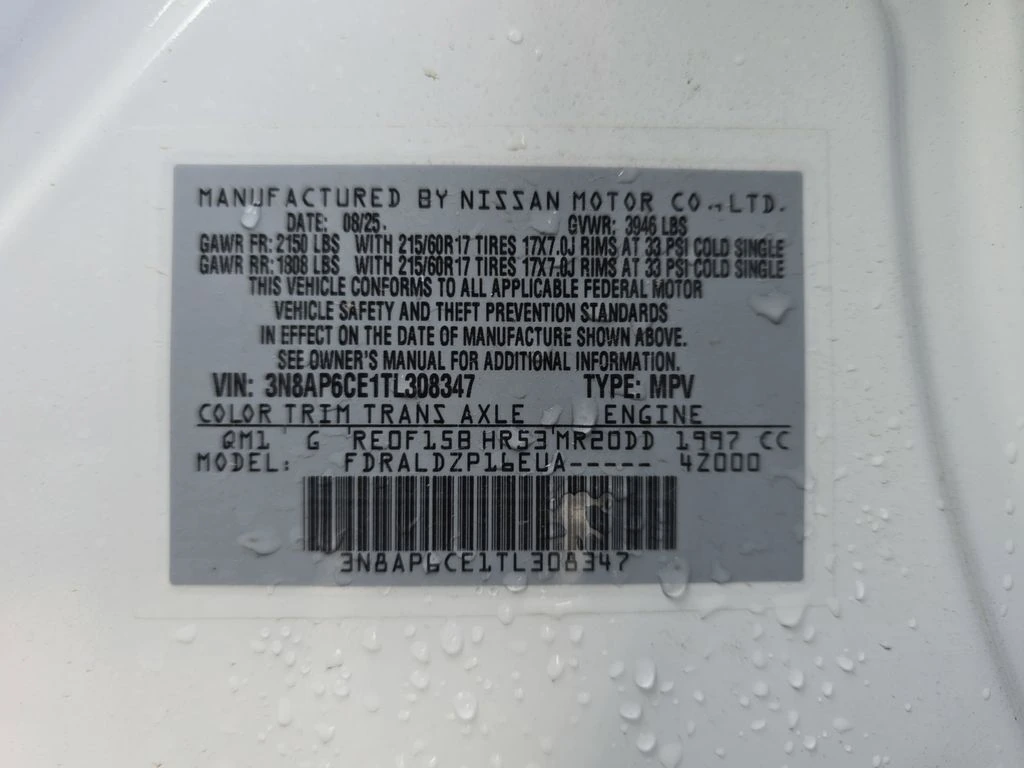 MANUFACTURED BY NISSAN MOTOR CO., LTD.
DATE: 08/25 GVWR: 3946 LBS
GAWR FR: 2150 LBS WITH 215/60R17 TIRES 17X7.0J RIMS AT 33 PSI COLD SINGLE
GAWR RR: 1808 LBS WITH 215/60R17 TIRES 17X7.0J RIMS AT 33 PSI COLD SINGLE
THIS VEHICLE CONFORMS TO ALL APPLICABLE FEDERAL MOTOR
VEHICLE SAFETY AND THEFT PREVENTION STANDARDS
IN EFFECT ON THE DATE OF MANUFACTURE SHOWN ABOVE.
SEE OWNER'S MANUAL FOR ADDITIONAL INFORMATION.
VIN: 3N8AP6CE1TL308347 TYPE: MPV
COLOR TRIM TRANS AXLE ENGINE
QM1 G RE0F15B HR53 MR20DD 1997 CC
MODEL: FDRALDZP16EUA----- 4Z000
3N8AP6CE1TL308347